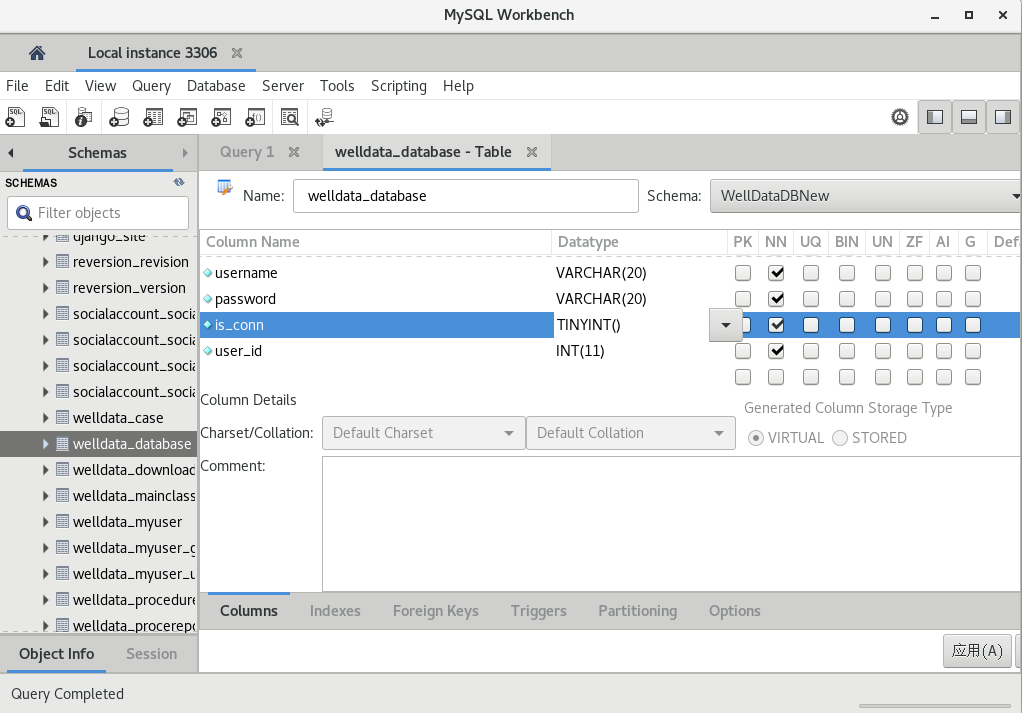 MySQL Workbench
Local instance 3306
File Edit View Query Database Server Tools Scripting Help
Schemas
Query 1
welldata_database - Table
SCHEMAS
Filter objects
Name: welldata_database Schema: WellDataDBNew
django_site
reversion_revision
reversion_version
socialaccount_socia
socialaccount_socia
socialaccount_socia
socialaccount_socia
welldata_case
welldata_database
welldata_download
welldata_mainclass
welldata_myuser
welldata_myuser_g
welldata_myuser_u
welldata_procedure
welldata_procerepo
Column Name Datatype PK NN UQ BIN UN ZF AI G Def
username VARCHAR(20)
password VARCHAR(20)
is_conn TINYINT()
user_id INT(11)
Column Details
Generated Column Storage Type
Charset/Collation: Default Charset Default Collation
VIRTUAL STORED
Comment:
Columns Indexes Foreign Keys Triggers Partitioning Options
Object Info Session
应用(A)
Query Completed